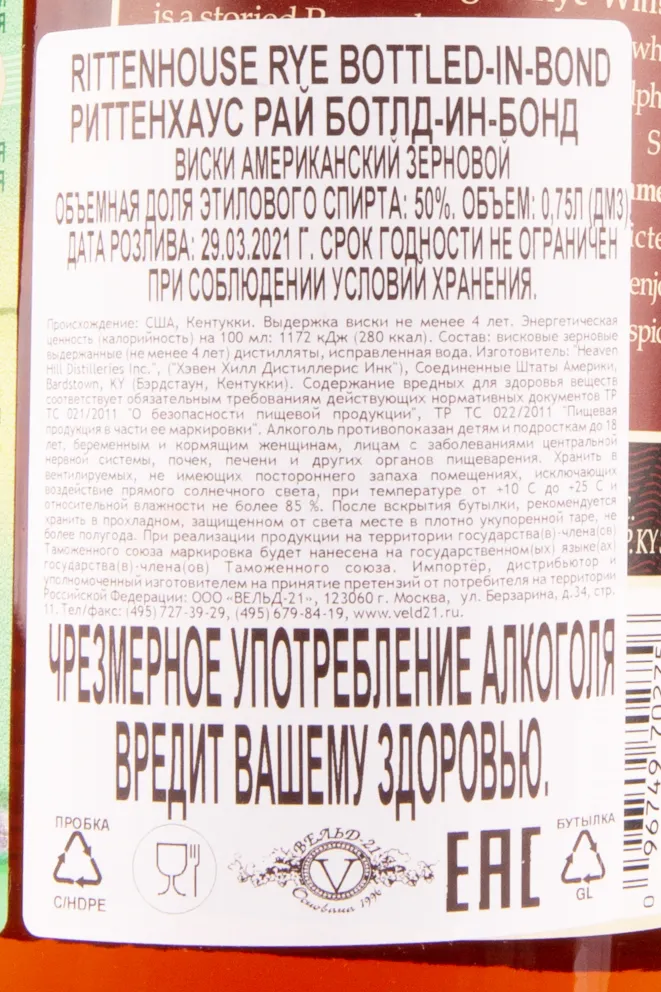 is a storied
RITTENHOUSE RYE BOTTLED-IN-BOND
РИТТЕНХАУС РАЙ БОТЛД-ИН-БОНД
ВИСКИ АМЕРИКАНСКИЙ ЗЕРНОВОЙ
ОБЪЕМНАЯ ДОЛЯ ЭТИЛОВОГО СПИРТА: 50%. ОБЪЕМ: 0,75Л (ДМ3)
ДАТА РОЗЛИВА: 29.03.2021 Г. СРОК ГОДНОСТИ НЕ ОГРАНИЧЕН
ПРИ СОБЛЮДЕНИИ УСЛОВИЙ ХРАНЕНИЯ.
Происхождение: США, Кентукки. Выдержка виски не менее 4 лет. Энергетическая
ценность (калорийность) на 100 мл: 1172 кДж (280 ккал). Состав: висковые зерновые
выдержанные (не менее 4 лет) дистилляты, исправленная вода. Изготовитель: "Heaven
Hill Distilleries Inc.", ("Хэвен Хилл Дистиллерис Инк"), Соединенные Штаты Америки,
Bardstown, KY (Бэрдстаун, Кентукки). Содержание вредных для здоровья веществ
соответствует обязательным требованиям действующих нормативных документов ТР
ТС 021/2011 "О безопасности пищевой продукции", ТР ТС 022/2011 "Пищевая
продукция в части ее маркировки". Алкоголь противопоказан детям и подросткам до 18
лет, беременным и кормящим женщинам, лицам с заболеваниями центральной
нервной системы, почек, печени и других органов пищеварения. Хранить в
вентилируемых, не имеющих постороннего запаха помещениях, исключающих
воздействие прямого солнечного света, при температуре от +10 С до +25 С и
относительной влажности не более 85 %. После вскрытия бутылки, рекомендуется
хранить в прохладном, защищенном от света месте в плотно укупоренной таре, не
более полугода. При реализации продукции на территории государства(в)-члена(ов)
Таможенного союза маркировка будет нанесена на государственном(ых) языке(ах)
государства(в)-члена(ов) Таможенного союза. Импортёр, дистрибьютор и
уполномоченный изготовителем на принятие претензий от потребителя на территории
Российской Федерации: ООО «ВЕЛЬД-21», 123060 г. Москва, ул. Берзарина, д.34, стр.
11. Тел/факс: (495) 727-39-29, (495) 679-84-19, www.veld21.ru.
ЧРЕЗМЕРНОЕ УПОТРЕБЛЕНИЕ АЛКОГОЛЯ
ВРЕДИТ ВАШЕМУ ЗДОРОВЬЮ.
ПРОБКА
C/HDPE
ВЕЛЬД-21
V
Основана 1996
EAC
БУТЫЛКА
GL
0 96749 70275